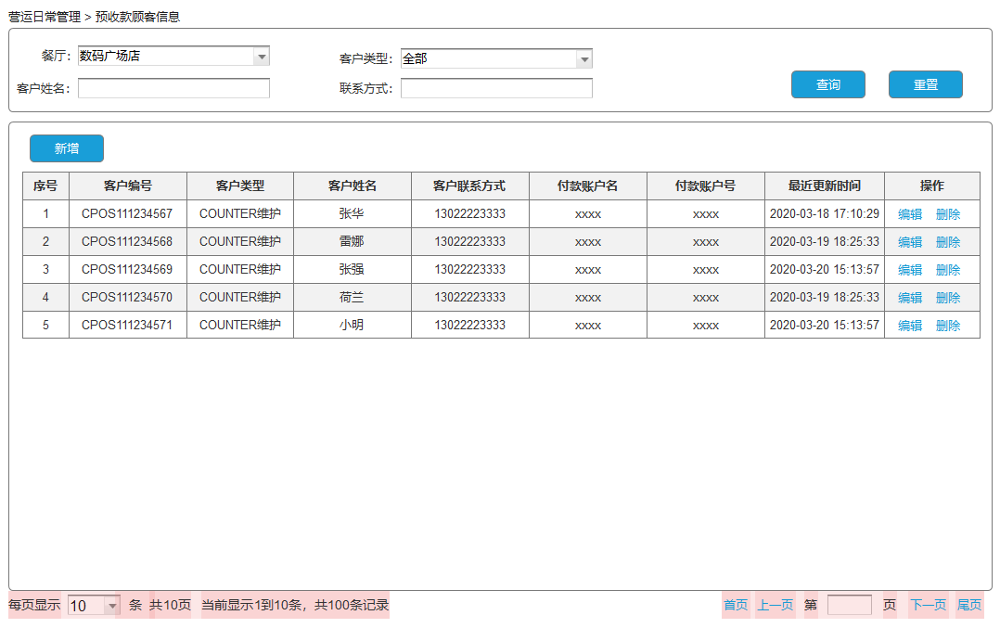 营运日常管理 > 预收款顾客信息
餐厅: 数码广场店 客户类型: 全部
客户姓名: 联系方式: 查询 重置
新增
序号 客户编号 客户类型 客户姓名 客户联系方式 付款账户名 付款账户号 最近更新时间 操作
1 CPOS111234567 COUNTER维护 张华 13022223333 xxxx xxxx 2020-03-18 17:10:29 编辑 删除
2 CPOS111234568 COUNTER维护 雷娜 13022223333 xxxx xxxx 2020-03-19 18:25:33 编辑 删除
3 CPOS111234569 COUNTER维护 张强 13022223333 xxxx xxxx 2020-03-20 15:13:57 编辑 删除
4 CPOS111234570 COUNTER维护 荷兰 13022223333 xxxx xxxx 2020-03-19 18:25:33 编辑 删除
5 CPOS111234571 COUNTER维护 小明 13022223333 xxxx xxxx 2020-03-20 15:13:57 编辑 删除
每页显示 10 条 共10页 当前显示1到10条，共100条记录 首页 上一页 第 页 下一页 尾页